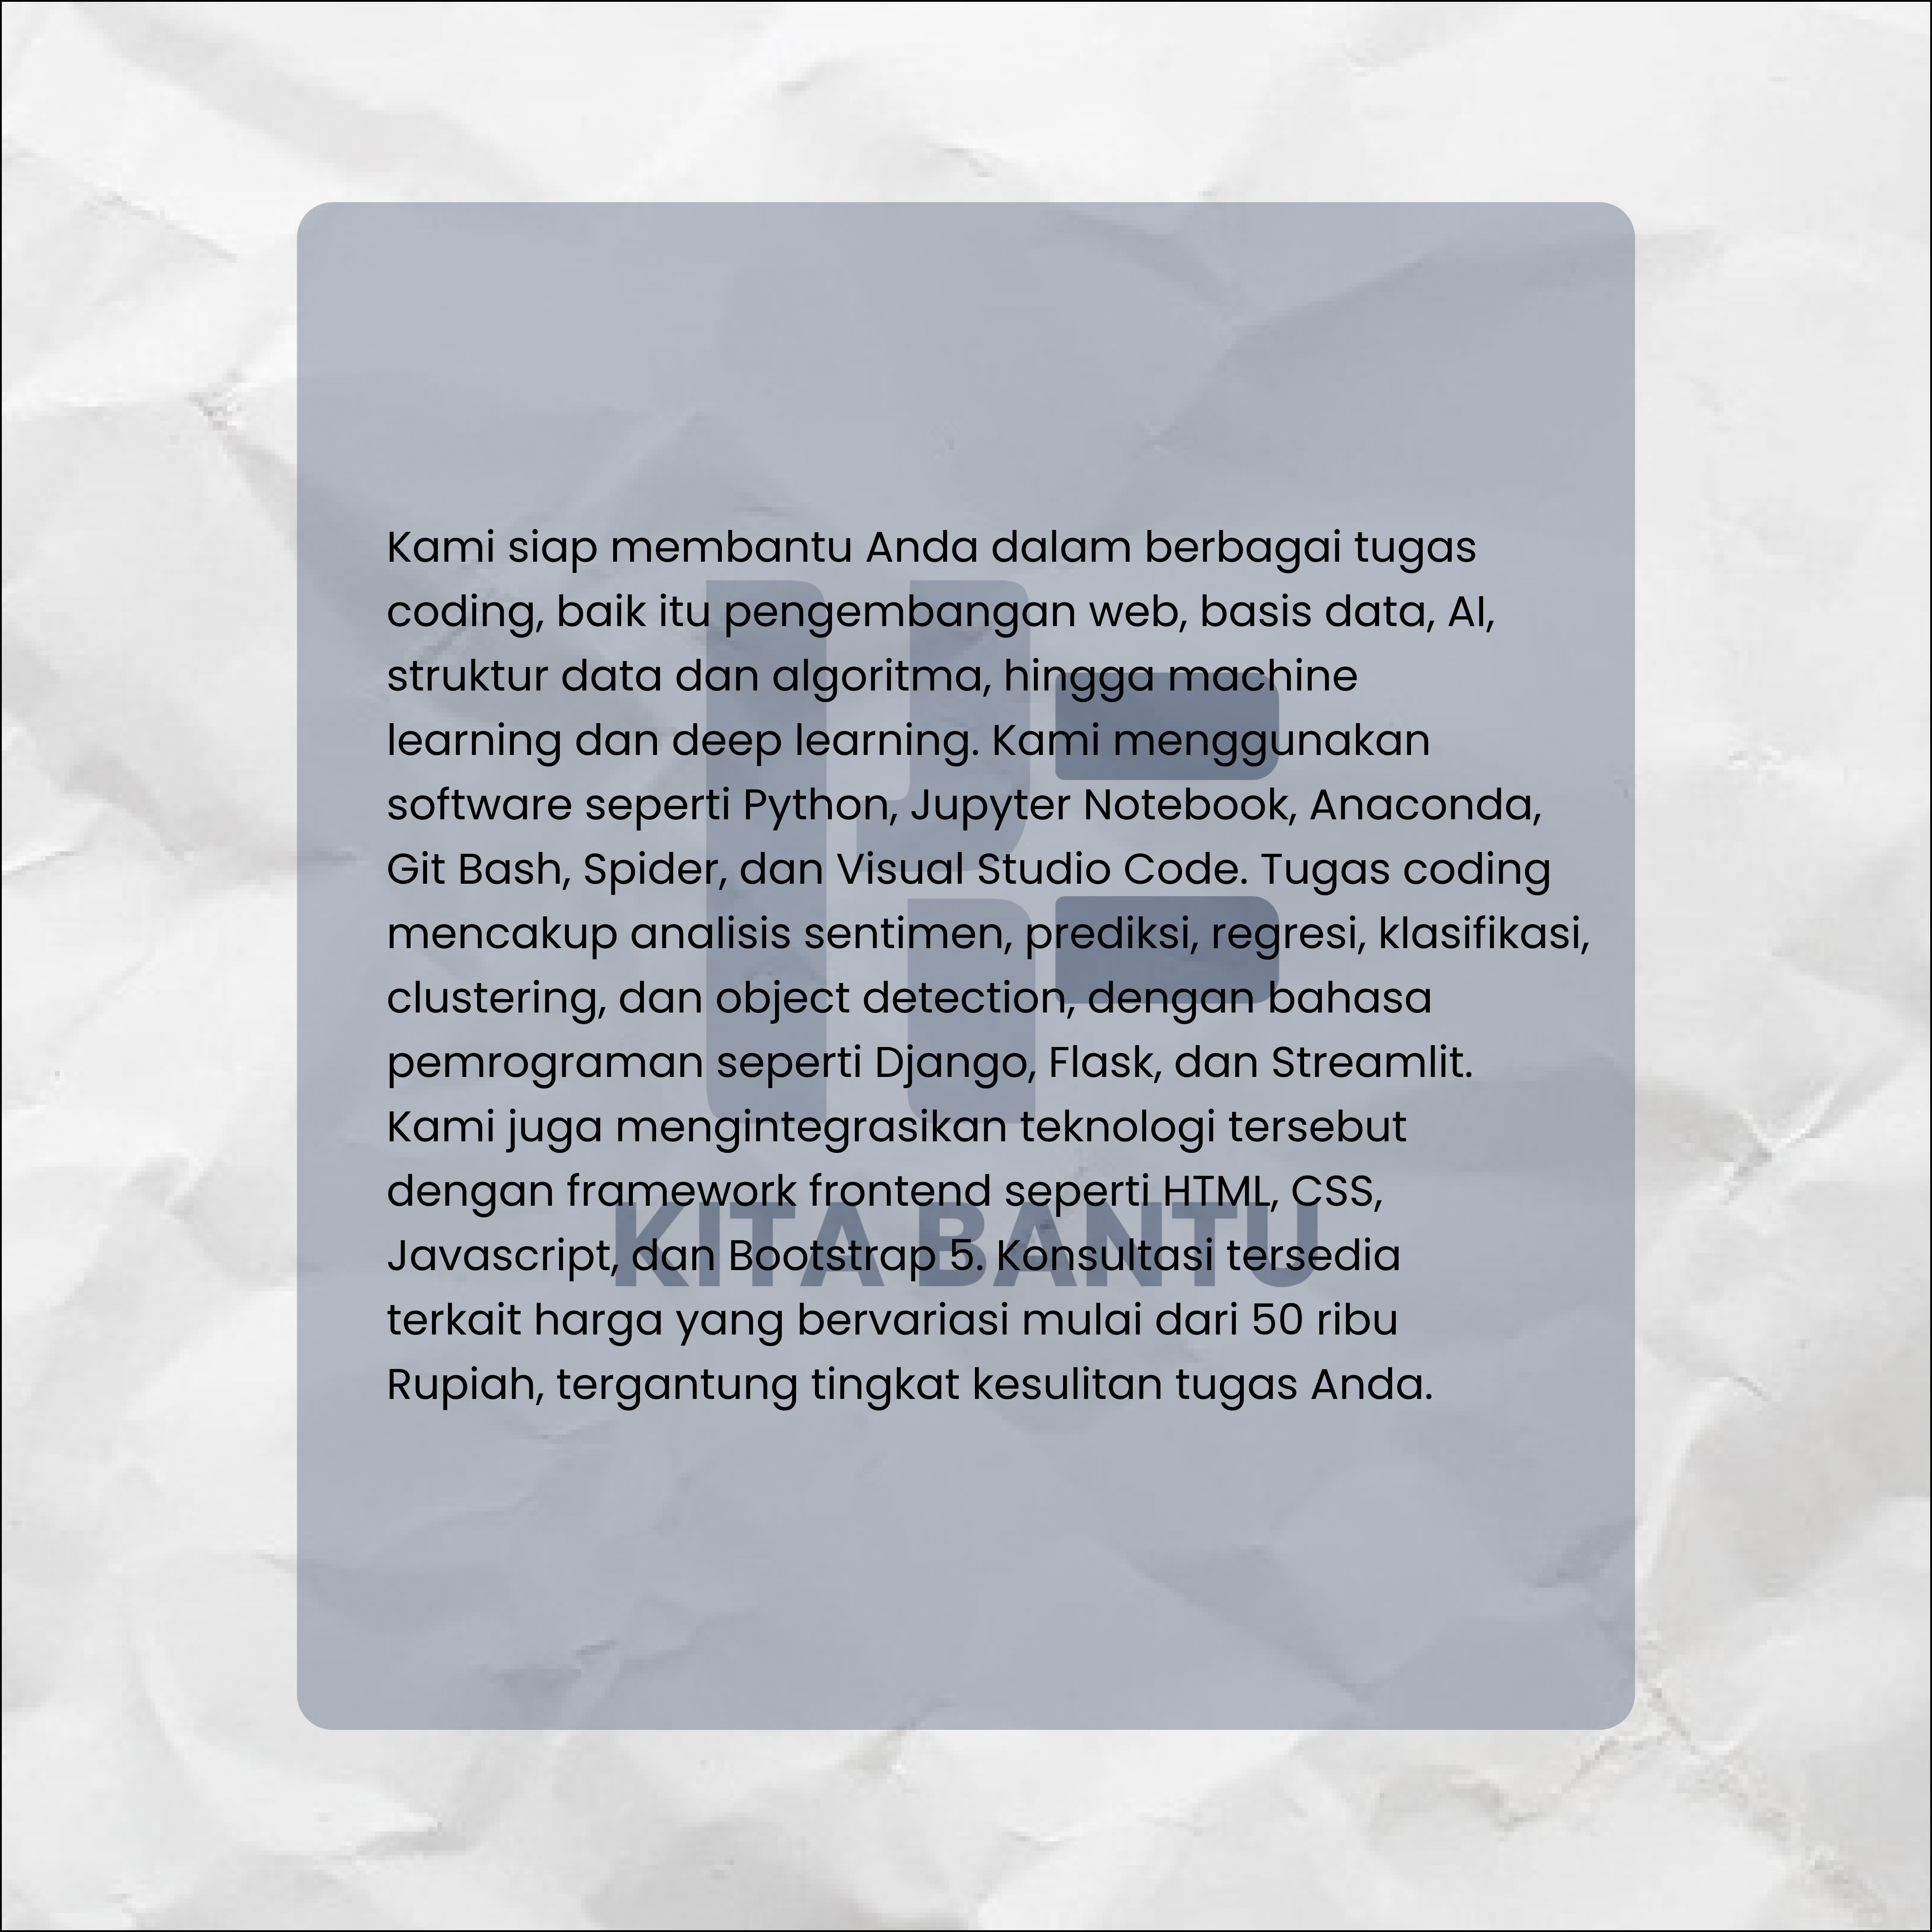 Kami siap membantu Anda dalam berbagai tugas
coding, baik itu pengembangan web, basis data, AI,
struktur data dan algoritma, hingga machine
learning dan deep learning. Kami menggunakan
software seperti Python, Jupyter Notebook, Anaconda,
Git Bash, Spider, dan Visual Studio Code. Tugas coding
mencakup analisis sentimen, prediksi, regresi, klasifikasi,
clustering, dan object detection, dengan bahasa
pemrograman seperti Django, Flask, dan Streamlit.
Kami juga mengintegrasikan teknologi tersebut
dengan framework frontend seperti HTML, CSS,
Javascript, dan Bootstrap 5. Konsultasi tersedia
terkait harga yang bervariasi mulai dari 50 ribu
Rupiah, tergantung tingkat kesulitan tugas Anda.
KITA BANTU